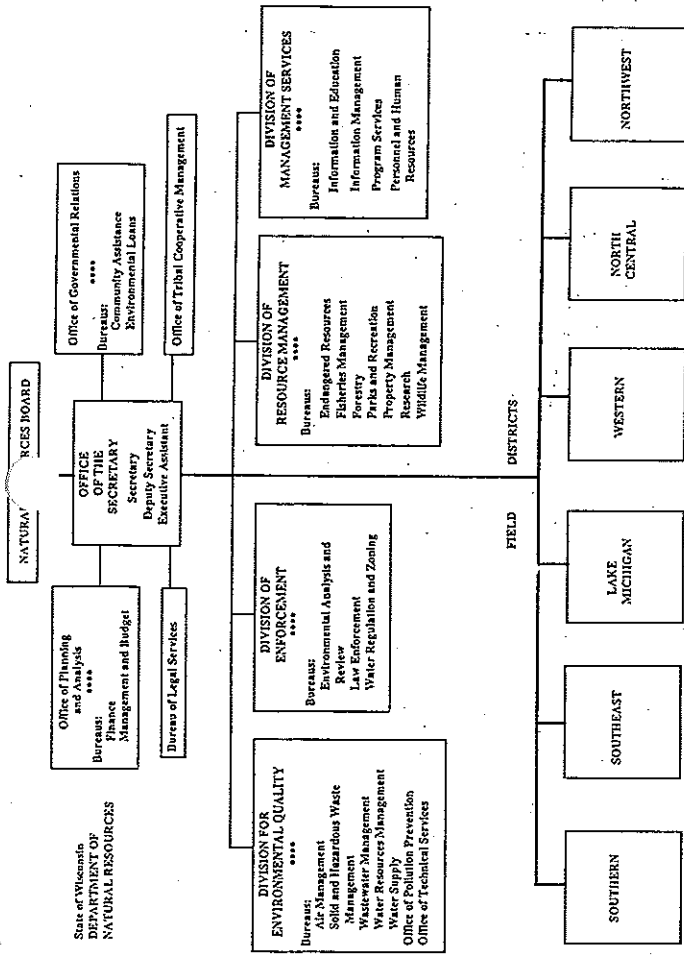 State of Wisconsin
DEPARTMENT OF
NATURAL RESOURCES
NATURAL RCES BOARD
Office of Planning
and Analysis
****
Bureaus:
Finance
Management and Budget
Bureau of Legal Services
OFFICE
OF THE
SECRETARY
Secretary
Deputy Secretary
Executive Assistant
Office of Governmental Relations
****
Bureaus:
Community Assistance
Environmental Loans
Office of Tribal Cooperative Management
DIVISION FOR
ENVIRONMENTAL QUALITY
****
Bureaus:
Air Management
Solid and Hazardous Waste
Management
Wastewater Management
Water Resources Management
Water Supply
Office of Pollution Prevention
Office of Technical Services
DIVISION OF
ENFORCEMENT
****
Bureaus:
Environmental Analysis and
Review
Law Enforcement
Water Regulation and Zoning
DIVISION OF
RESOURCE MANAGEMENT
****
Bureaus:
Endangered Resources
Fisheries Management
Forestry
Parks and Recreation
Property Management
Research
Wildlife Management
DIVISION OF
MANAGEMENT SERVICES
****
Bureaus:
Information and Education
Information Management
Program Services
Personnel and Human
Resources
FIELD DISTRICTS
SOUTHERN
SOUTHEAST
LAKE
MICHIGAN
WESTERN
NORTH
CENTRAL
NORTHWEST